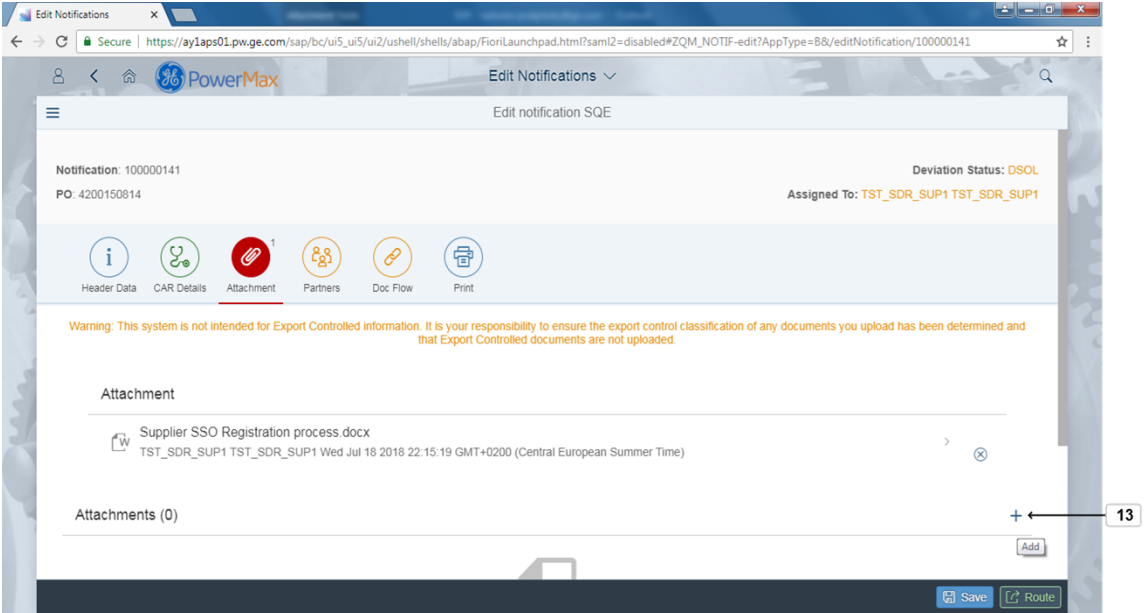 Edit Notifications
Secure | https://ay1aps01.pw.ge.com/sap/bc/ui5_ui5/ui2/ushell/shells/abap/FioriLaunchpad.html?saml2=disabled#ZQM_NOTIF-edit?AppType=B&/editNotification/100000141
PowerMax
Edit Notifications
Edit notification SQE
Notification: 100000141
Deviation Status: DSOL
PO: 4200150814
Assigned To: TST_SDR_SUP1 TST_SDR_SUP1
1
Header Data
CAR Details
Attachment
Partners
Doc Flow
Print
Warning: This system is not intended for Export Controlled information. It is your responsibility to ensure the export control classification of any documents you upload has been determined and
that Export Controlled documents are not uploaded.
Attachment
Supplier SSO Registration process.docx
TST_SDR_SUP1 TST_SDR_SUP1 Wed Jul 18 2018 22:15:19 GMT+0200 (Central European Summer Time)
Attachments (0)
13
Add
Save
Route